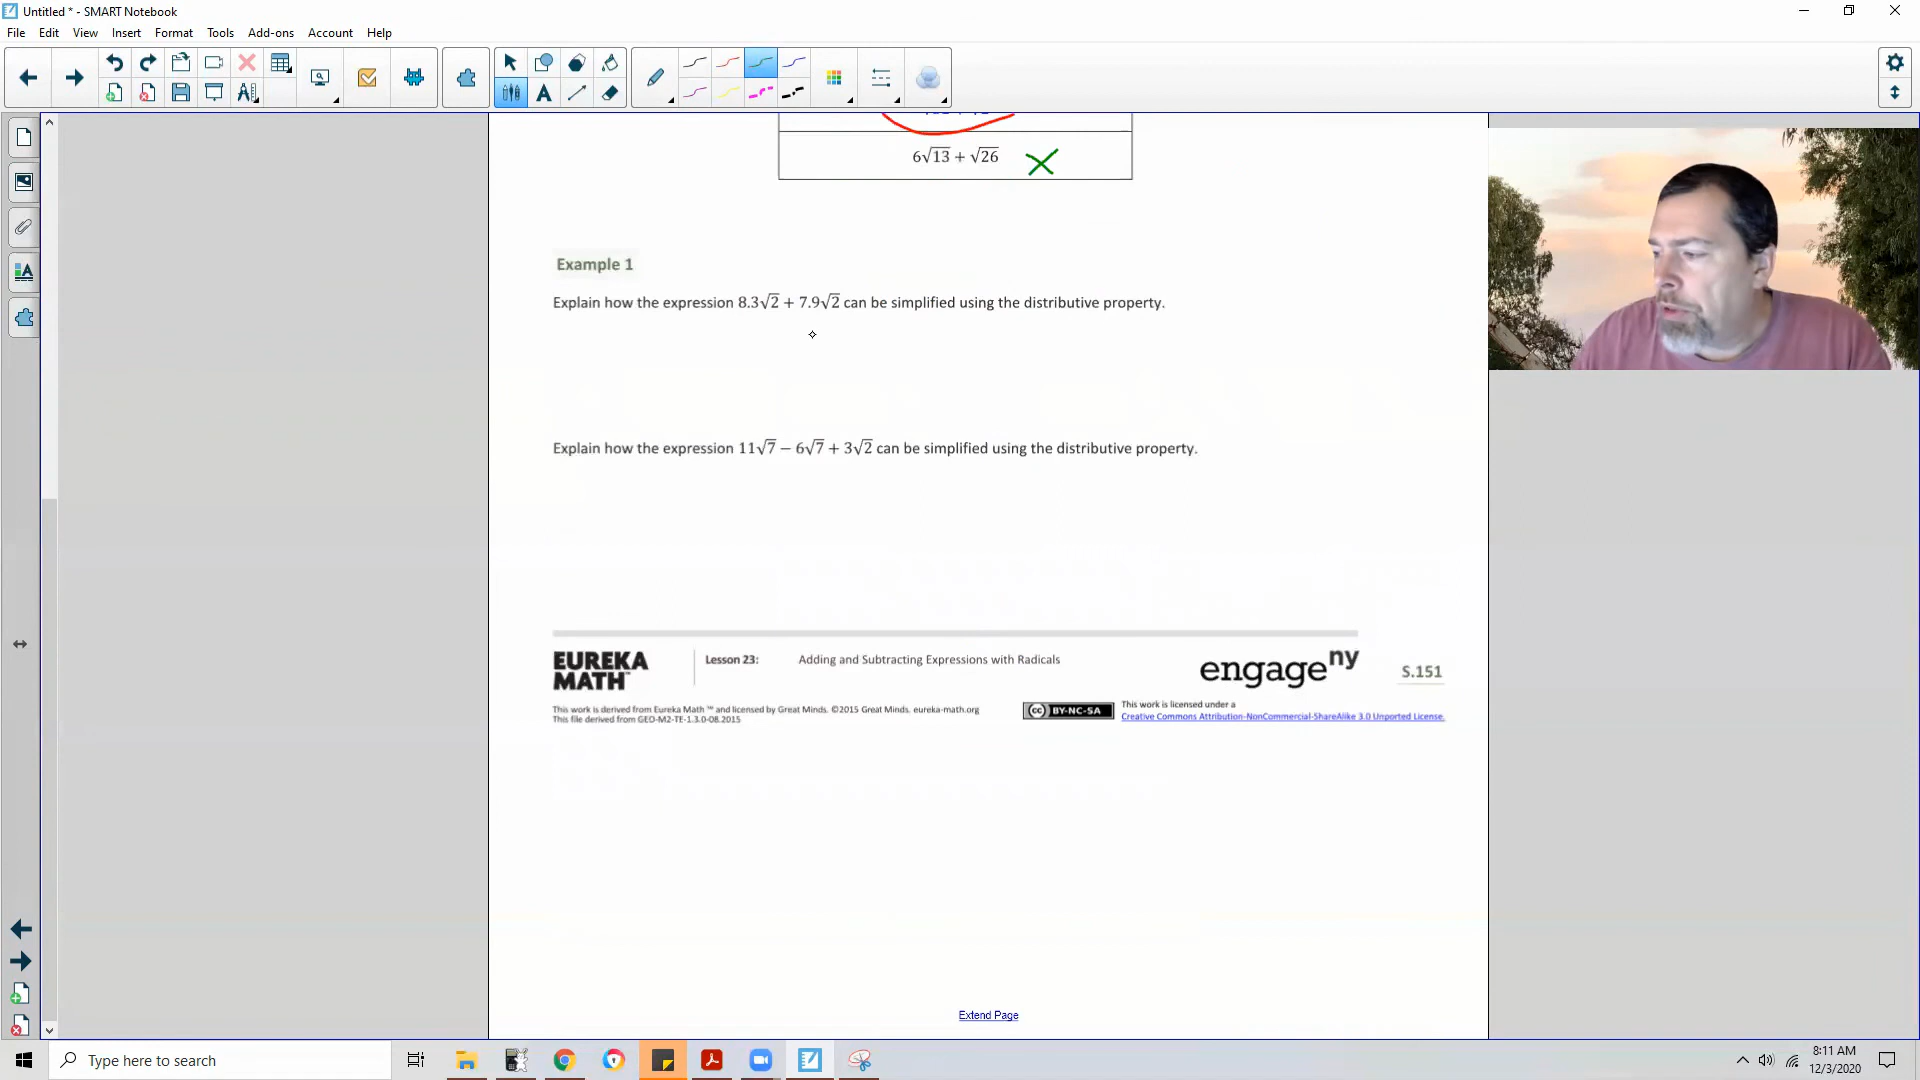 Untitled * - SMART Notebook
File Edit View Insert Format Tools Add-ons Account Help
6√13 + √26
Example 1
Explain how the expression 8.3√2 + 7.9√2 can be simplified using the distributive property.
Explain how the expression 11√7 − 6√7 + 3√2 can be simplified using the distributive property.
EUREKA MATH™
Lesson 23: Adding and Subtracting Expressions with Radicals
engage ny
S.151
This work is derived from Eureka Math ™ and licensed by Great Minds. ©2015 Great Minds. eureka-math.org
This file derived from GEO-M2-TE-1.3.0-08.2015
(cc) BY-NC-SA
This work is licensed under a
Creative Commons Attribution-NonCommercial-ShareAlike 3.0 Unported License.
Extend Page
Type here to search
8:11 AM
12/3/2020